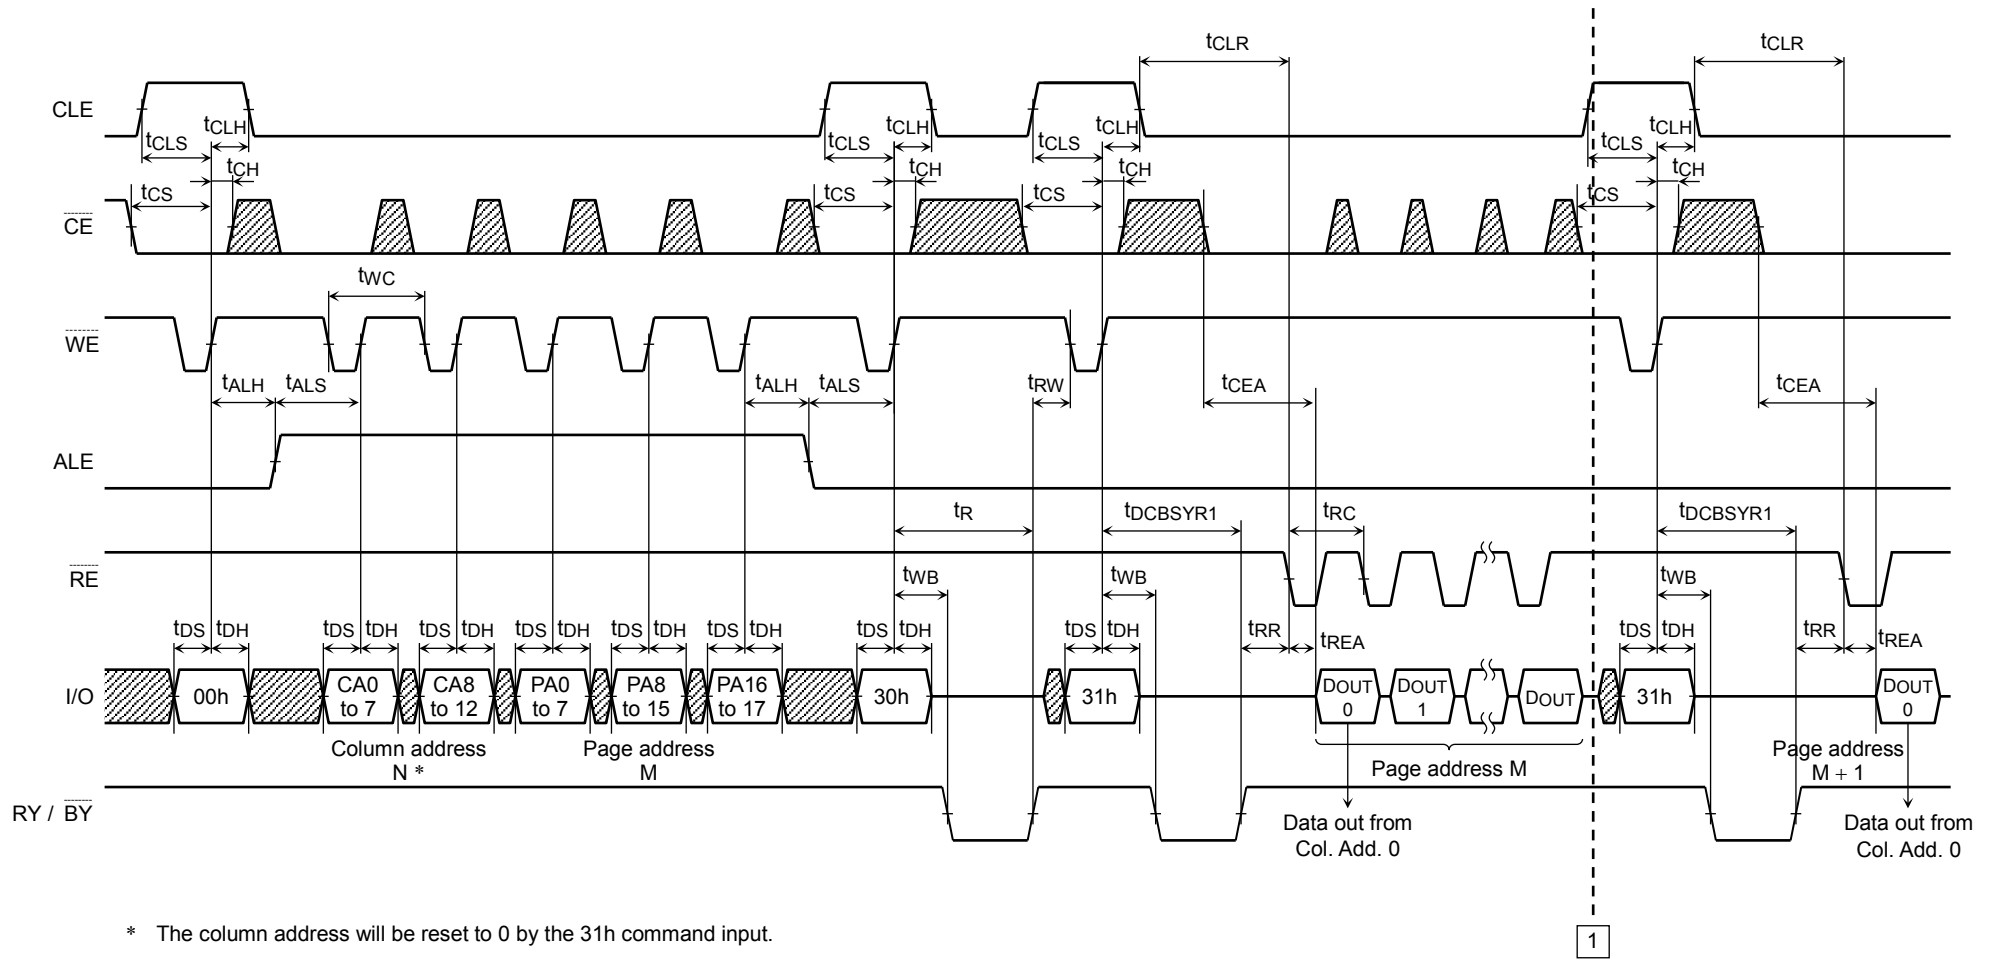 tCLR tCLR
CLE
tCLS tCLH tCLS tCLH tCLS tCLH tCLS tCLH
tCS tCH tCS tCH tCS tCH tCS tCH
CE
tWC
WE
tALH tALS tALH tALS tRW tCEA tCEA
ALE
tR tDCBSYR1 tRC tDCBSYR1
RE
tWB tWB tWB
tDS tDH tDS tDH tDS tDH tDS tDH tDS tDH tDS tDH tDS tDH tDS tDH tRR tREA tDS tDH tRR tREA
I/O
00h
CA0
to 7
CA8
to 12
PA0
to 7
PA8
to 15
PA16
to 17
30h
31h
DOUT
0
DOUT
1
DOUT
31h
DOUT
0
Column address
N *
Page address
M
Page address M
Page address
M + 1
RY / BY
Data out from
Col. Add. 0
Data out from
Col. Add. 0
* The column address will be reset to 0 by the 31h command input.
1